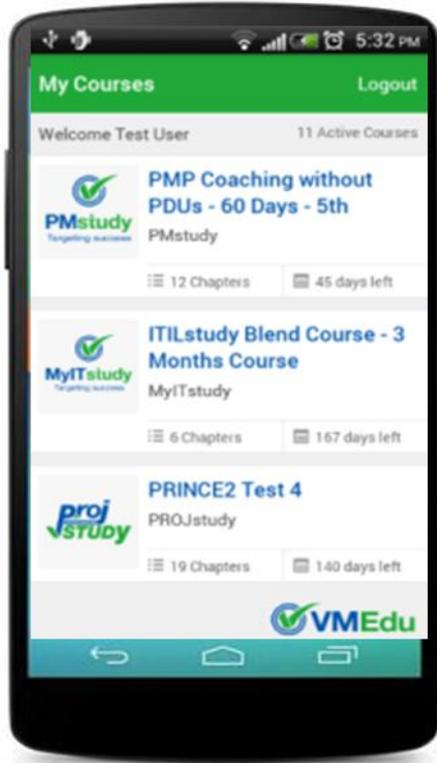 5:32 PM
My Courses Logout
Welcome Test User 11 Active Courses
PMP Coaching without
PDUs - 60 Days - 5th
PMstudy
PMstudy
Targeting success
12 Chapters 45 days left
ITILstudy Blend Course - 3
Months Course
MyITstudy
MyITstudy
Targeting success
6 Chapters 167 days left
PRINCE2 Test 4
PROJstudy
proj
STUDY
19 Chapters 140 days left
VMEdu